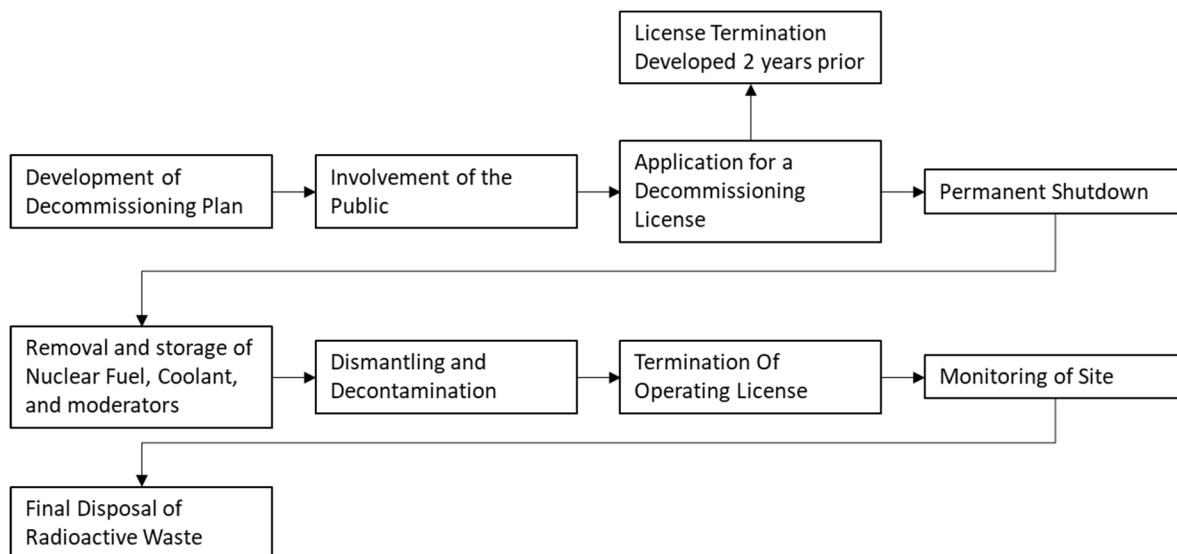 License Termination
Developed 2 years prior
Development of
Decommissioning Plan
Involvement of the
Public
Application for a
Decommissioning
License
Permanent Shutdown
Removal and storage of
Nuclear Fuel, Coolant,
and moderators
Dismantling and
Decontamination
Termination Of
Operating License
Monitoring of Site
Final Disposal of
Radioactive Waste